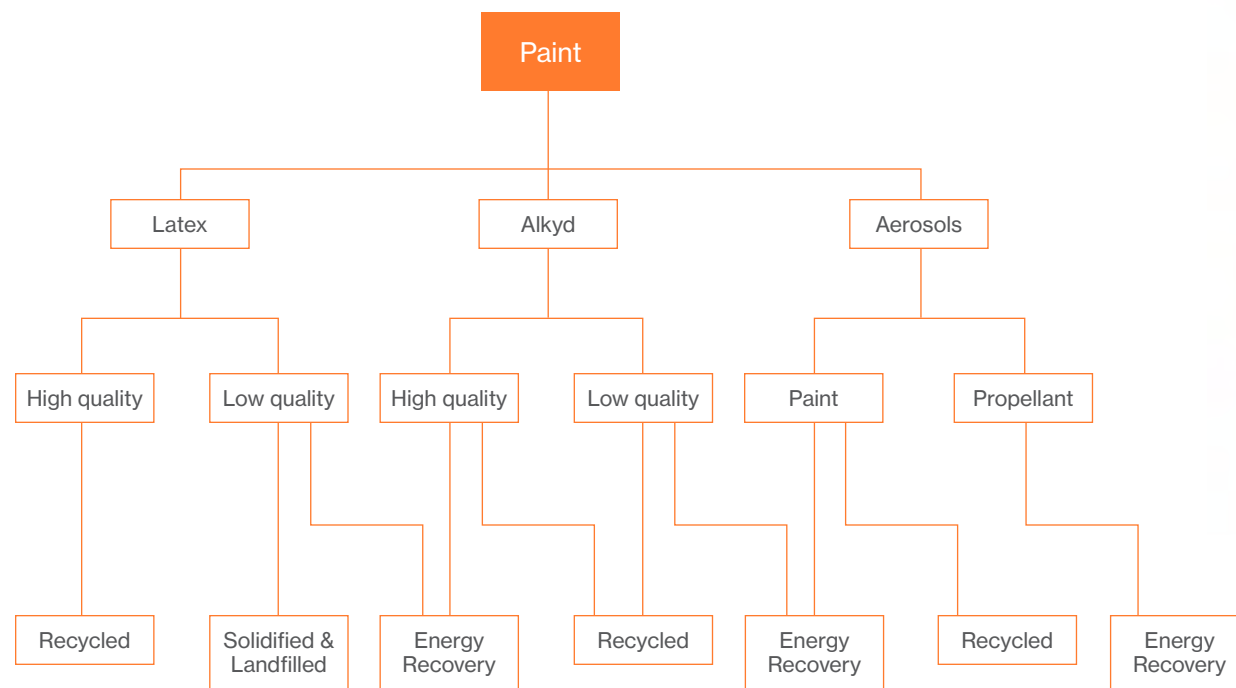 Paint
Latex
Alkyd
Aerosols
High quality
Low quality
High quality
Low quality
Paint
Propellant
Recycled
Solidified &
Landfilled
Energy
Recovery
Recycled
Energy
Recovery
Recycled
Energy
Recovery